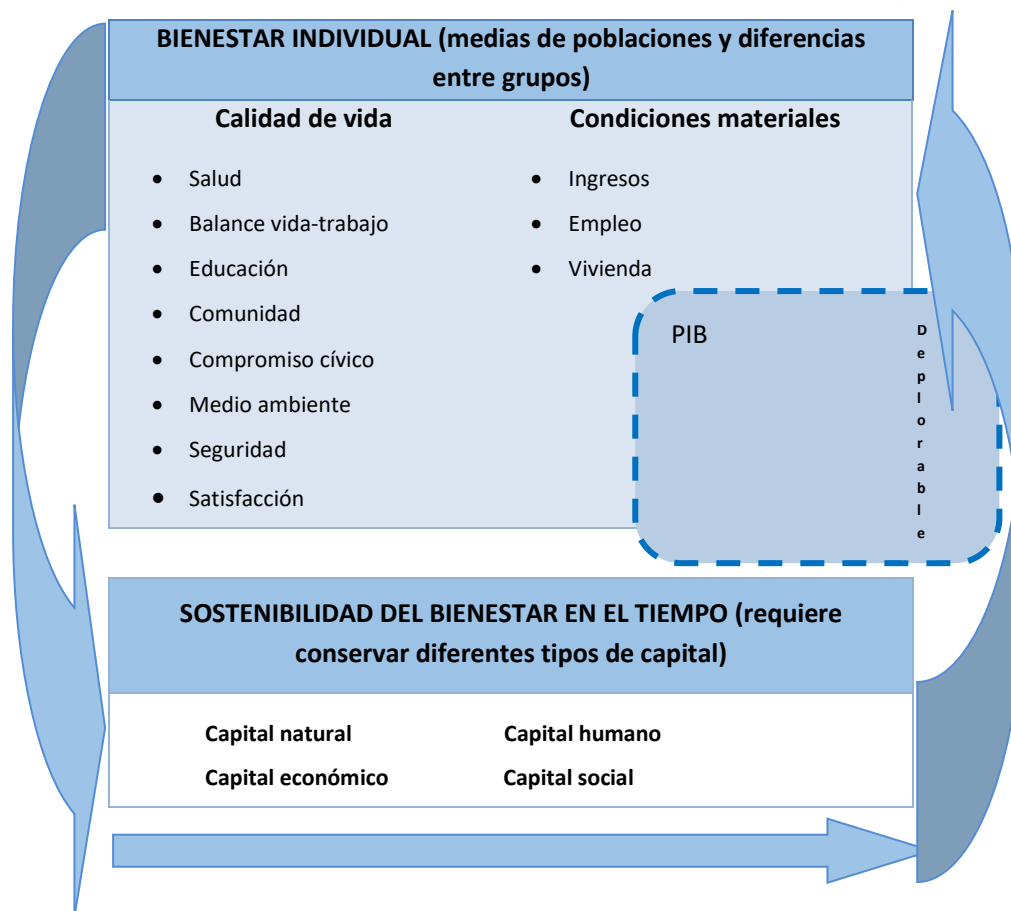 BIENESTAR INDIVIDUAL (medias de poblaciones y diferencias
entre grupos)
Calidad de vida
• Salud
• Balance vida-trabajo
• Educación
• Comunidad
• Compromiso cívico
• Medio ambiente
• Seguridad
• Satisfacción
Condiciones materiales
• Ingresos
• Empleo
• Vivienda
PIB
Deplorable
SOSTENIBILIDAD DEL BIENESTAR EN EL TIEMPO (requiere
conservar diferentes tipos de capital)
Capital natural
Capital humano
Capital económico
Capital social